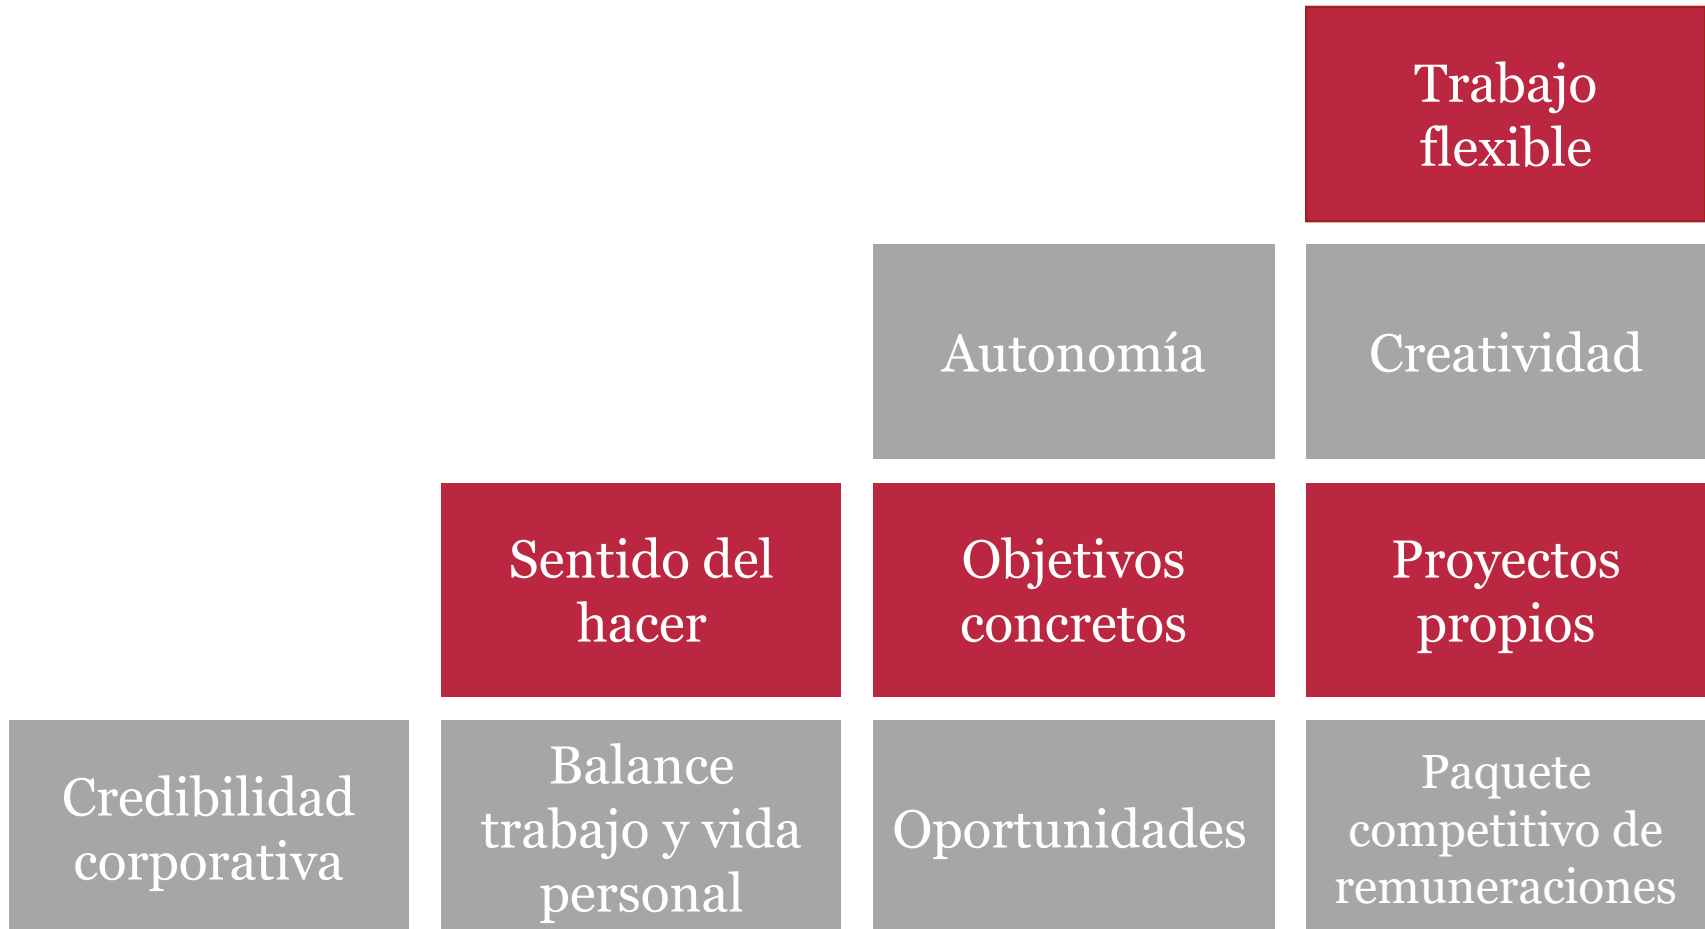 Trabajo
flexible
Autonomía
Creatividad
Sentido del
hacer
Objetivos
concretos
Proyectos
propios
Credibilidad
corporativa
Balance
trabajo y vida
personal
Oportunidades
Paquete
competitivo de
remuneraciones